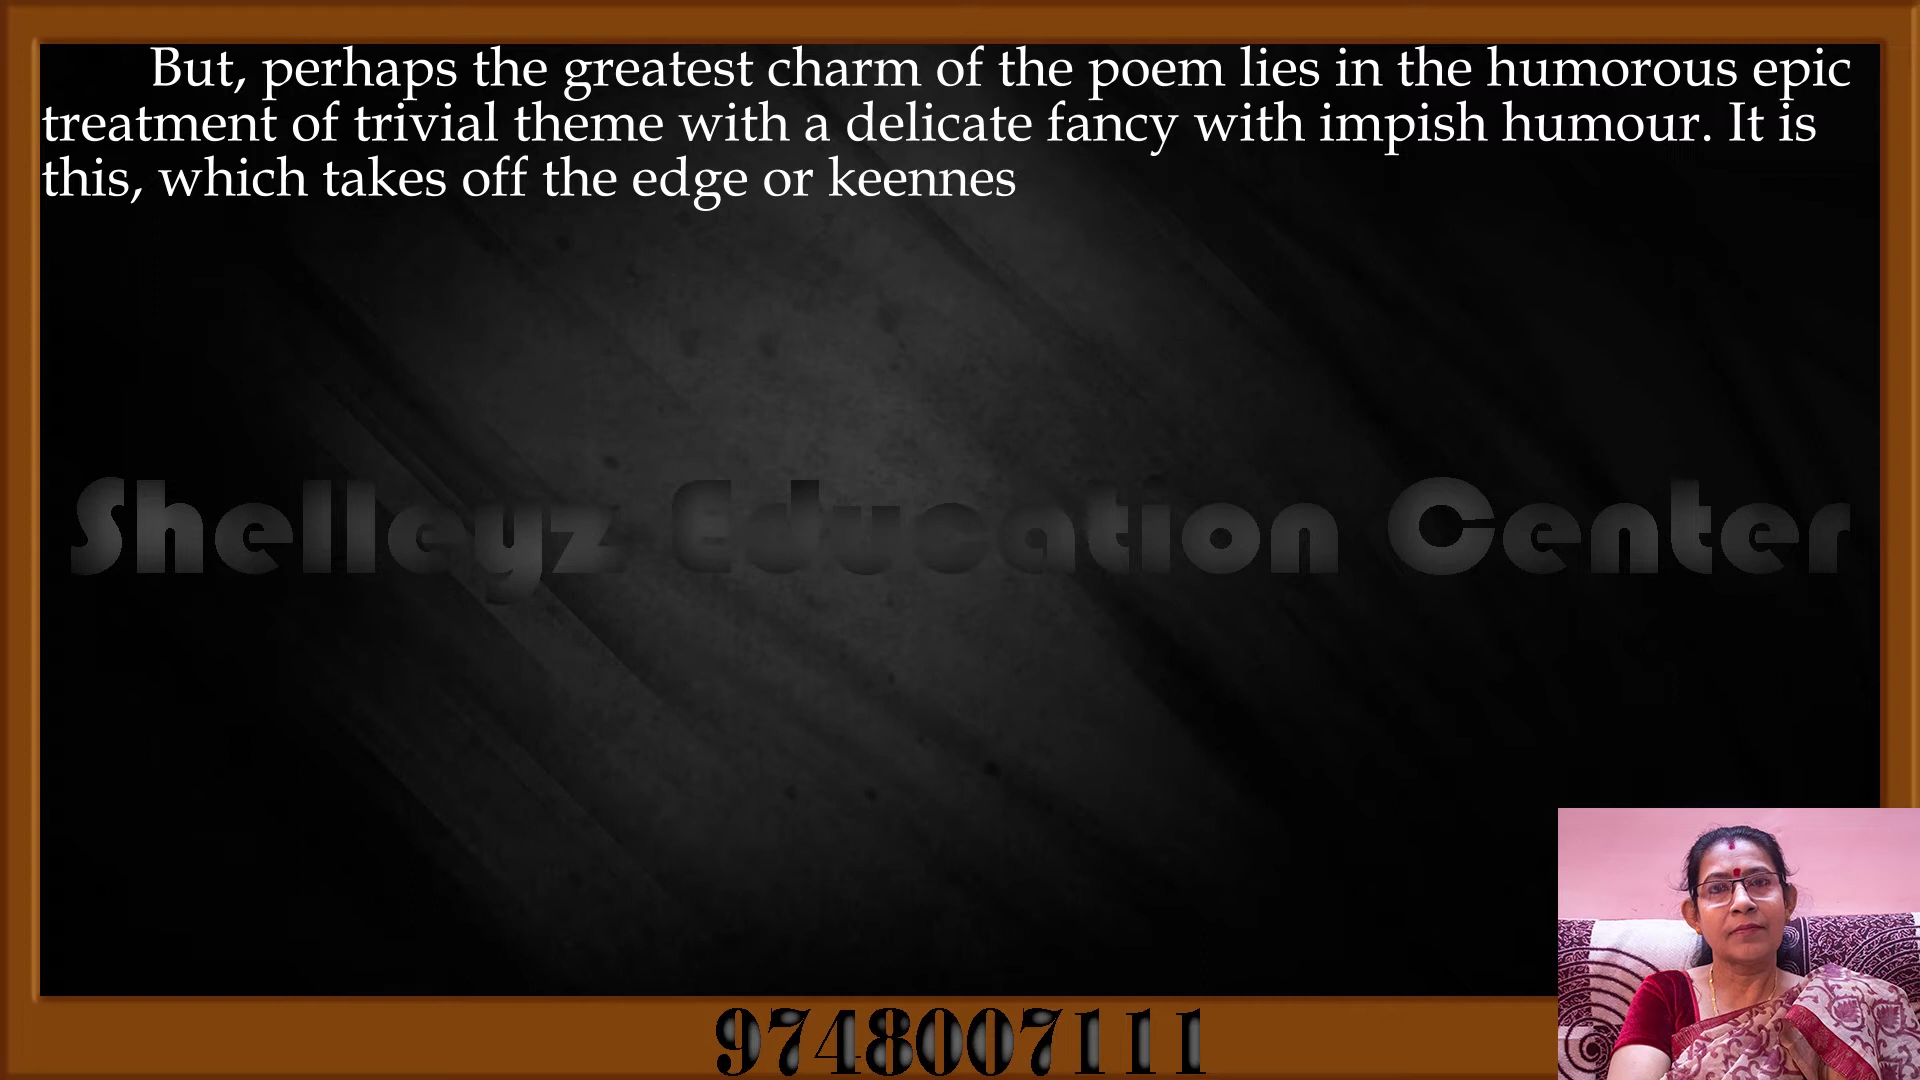 But, perhaps the greatest charm of the poem lies in the humorous epic
treatment of trivial theme with a delicate fancy with impish humour. It is
this, which takes off the edge or keennes
Shelleyz Education Center
9748007111